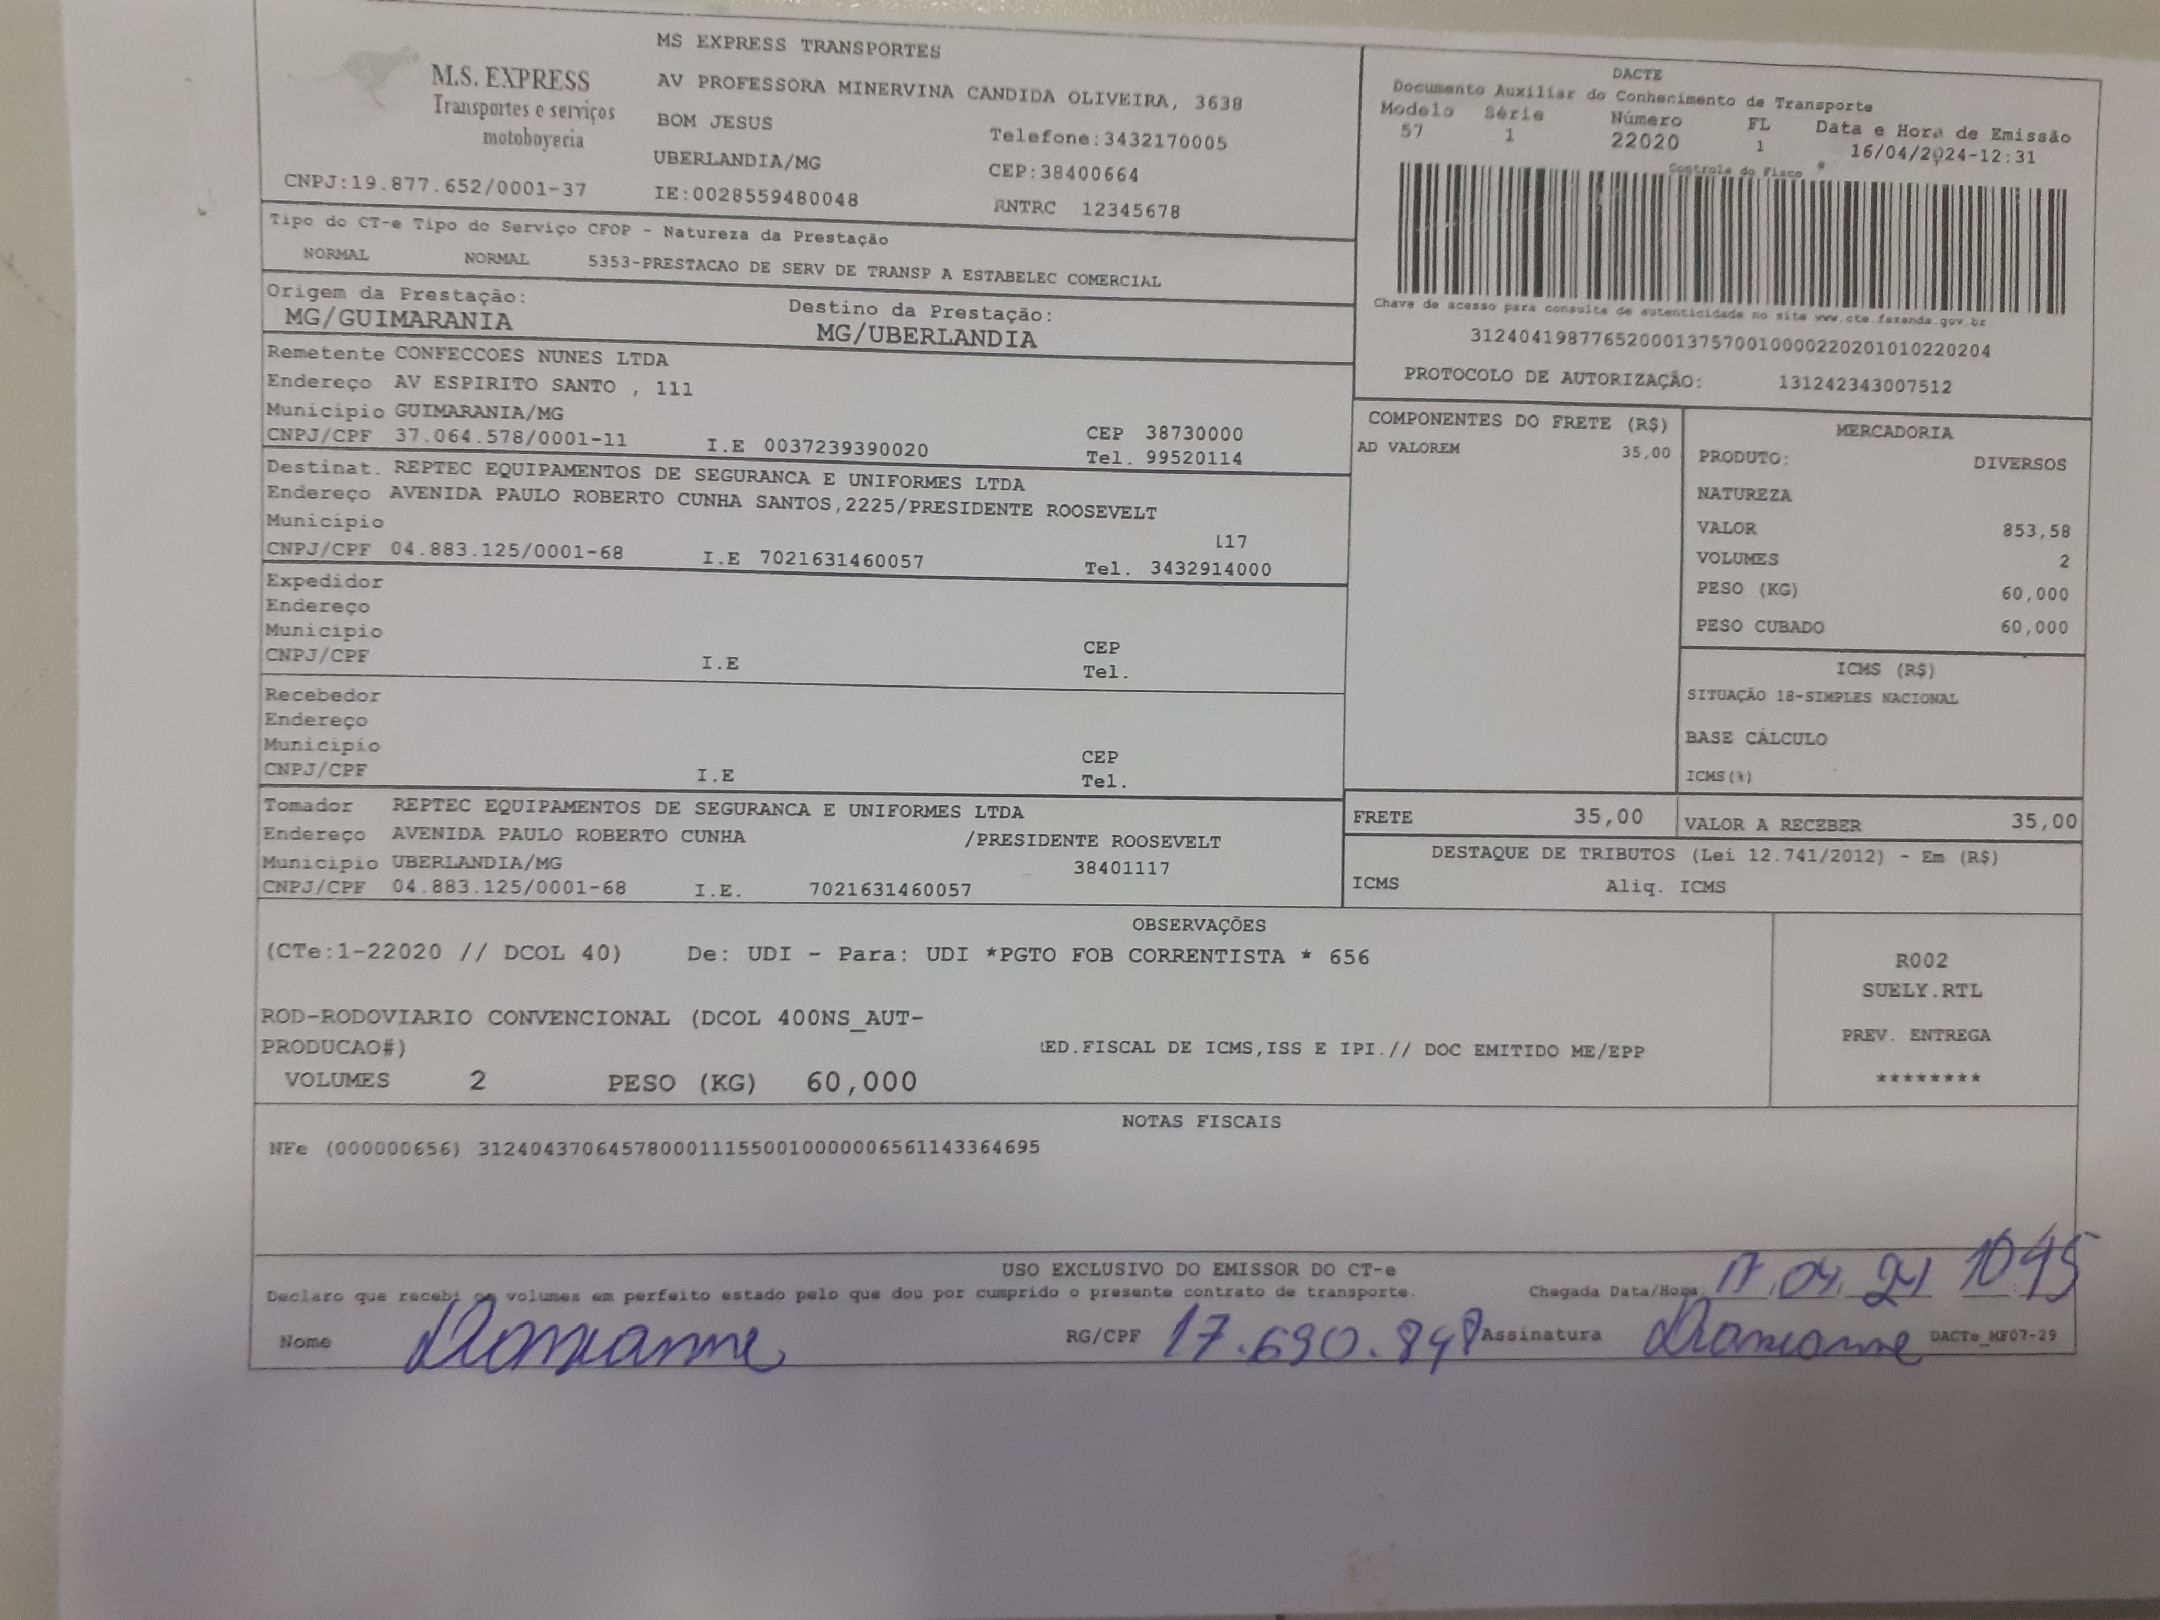 M.S. EXPRESS
Transportes e serviços
motoboyeria
CNPJ:19.877.652/0001-37
MS EXPRESS TRANSPORTES
AV PROFESSORA MINERVINA CANDIDA OLIVEIRA, 3638
BOM JESUS
Telefone:3432170005
UBERLANDIA/MG
CEP:38400664
IE:0028559480048
RNTRC 12345678
DACTE
Documento Auxiliar do Conhecimento de Transporte
Modelo Série Número FL Data e Hora de Emissão
57 1 22020 1 16/04/2024-12:31
Controle do Fisco
Chave de acesso para consulta de autenticidade no site www.cte.fazenda.gov.br
31240419877652000137570010000220201010220204
PROTOCOLO DE AUTORIZAÇÃO: 131242343007512
Tipo do CT-e Tipo do Serviço CFOP - Natureza da Prestação
NORMAL NORMAL 5353-PRESTACAO DE SERV DE TRANSP A ESTABELEC COMERCIAL
Origem da Prestação: Destino da Prestação:
MG/GUIMARANIA MG/UBERLANDIA
Remetente CONFECCOES NUNES LTDA
Endereço AV ESPIRITO SANTO , 111
Município GUIMARANIA/MG CEP 38730000
CNPJ/CPF 37.064.578/0001-11 I.E 0037239390020 Tel. 99520114
Destinat. REPTEC EQUIPAMENTOS DE SEGURANCA E UNIFORMES LTDA
Endereço AVENIDA PAULO ROBERTO CUNHA SANTOS,2225/PRESIDENTE ROOSEVELT
Município 117
CNPJ/CPF 04.883.125/0001-68 I.E 7021631460057 Tel. 3432914000
Expedidor
Endereço
Município CEP
CNPJ/CPF I.E Tel.
Recebedor
Endereço
Município CEP
CNPJ/CPF I.E Tel.
Tomador REPTEC EQUIPAMENTOS DE SEGURANCA E UNIFORMES LTDA
Endereço AVENIDA PAULO ROBERTO CUNHA /PRESIDENTE ROOSEVELT
Município UBERLANDIA/MG 38401117
CNPJ/CPF 04.883.125/0001-68 I.E. 7021631460057
COMPONENTES DO FRETE (R$)
AD VALOREM 35,00
MERCADORIA
PRODUTO: DIVERSOS
NATUREZA
VALOR 853,58
VOLUMES 2
PESO (KG) 60,000
PESO CUBADO 60,000
ICMS (R$)
SITUAÇÃO 18-SIMPLES NACIONAL
BASE CÁLCULO
ICMS(%)
FRETE 35,00 VALOR A RECEBER 35,00
DESTAQUE DE TRIBUTOS (Lei 12.741/2012) - Em (R$)
ICMS Aliq. ICMS
OBSERVAÇÕES
(CTe:1-22020 // DCOL 40) De: UDI - Para: UDI *PGTO FOB CORRENTISTA * 656
ROD-RODOVIARIO CONVENCIONAL (DCOL 400NS_AUT-
PRODUCAO#) ED.FISCAL DE ICMS,ISS E IPI.// DOC EMITIDO ME/EPP
VOLUMES 2 PESO (KG) 60,000
R002
SUELY.RTL
PREV. ENTREGA
********
NOTAS FISCAIS
NFe (000000656) 31240437064578000111550010000006561143364695
USO EXCLUSIVO DO EMISSOR DO CT-e
Declaro que recebi os volumes em perfeito estado pelo que dou por cumprido o presente contrato de transporte. Chegada Data/Hora 17.04.24 10:45
Nome RG/CPF 17.690.848 Assinatura DACTe_MF07-29